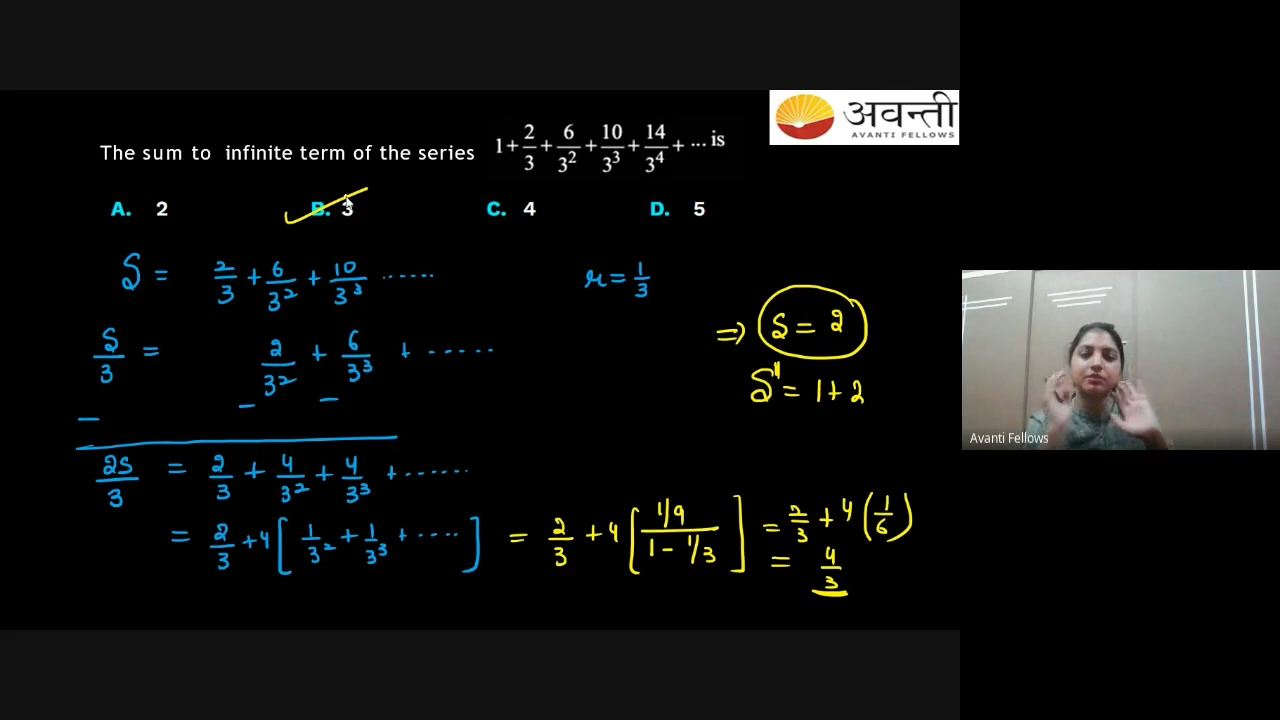 अवन्ती
AVANTI FELLOWS
The sum to infinite term of the series 1 + 2/3 + 6/3² + 10/3³ + 14/3⁴ + ··· is
A. 2 B. 3 C. 4 D. 5
S = 2/3 + 6/3² + 10/3³ ...... r = 1/3
S/3 = 2/3² + 6/3³ + ......
⇒ S = 2
S" = 1 + 2
- - -
2S/3 = 2/3 + 4/3² + 4/3³ + ......
= 2/3 + 4 [ 1/3² + 1/3³ + .... ] = 2/3 + 4 [ (1/9)/(1 - 1/3) ] = 2/3 + 4 (1/6)
= 4/3
Avanti Fellows